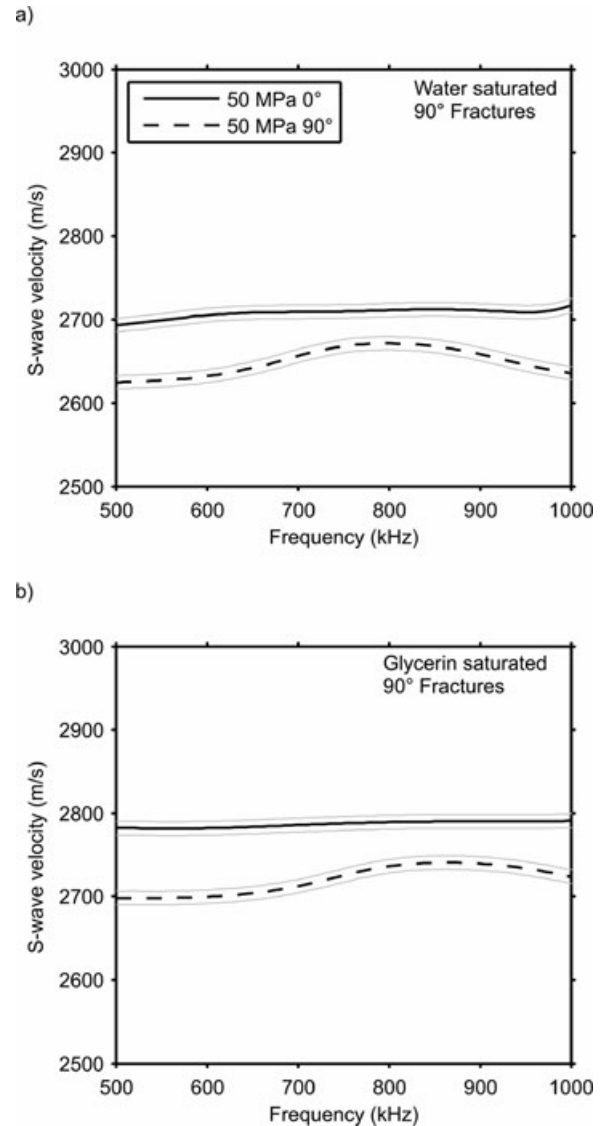 a)
3000
50 MPa 0°
50 MPa 90°
Water saturated
90° Fractures
2900
2800
2700
2600
2500
S-wave velocity (m/s)
500 600 700 800 900 1000
Frequency (kHz)
b)
3000
Glycerin saturated
90° Fractures
2900
2800
2700
2600
2500
S-wave velocity (m/s)
500 600 700 800 900 1000
Frequency (kHz)